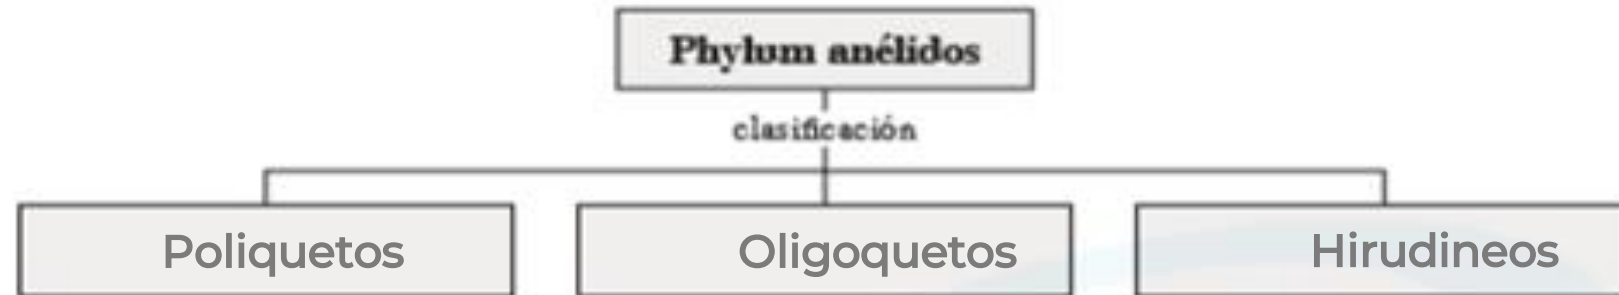 Phylum anélidos
clasificación
Poliquetos
Oligoquetos
Hirudineos